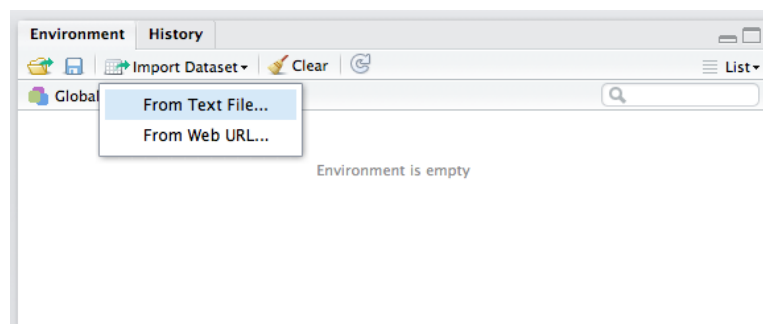 Environment History
Import Dataset Clear List
Global
From Text File...
From Web URL...
Environment is empty